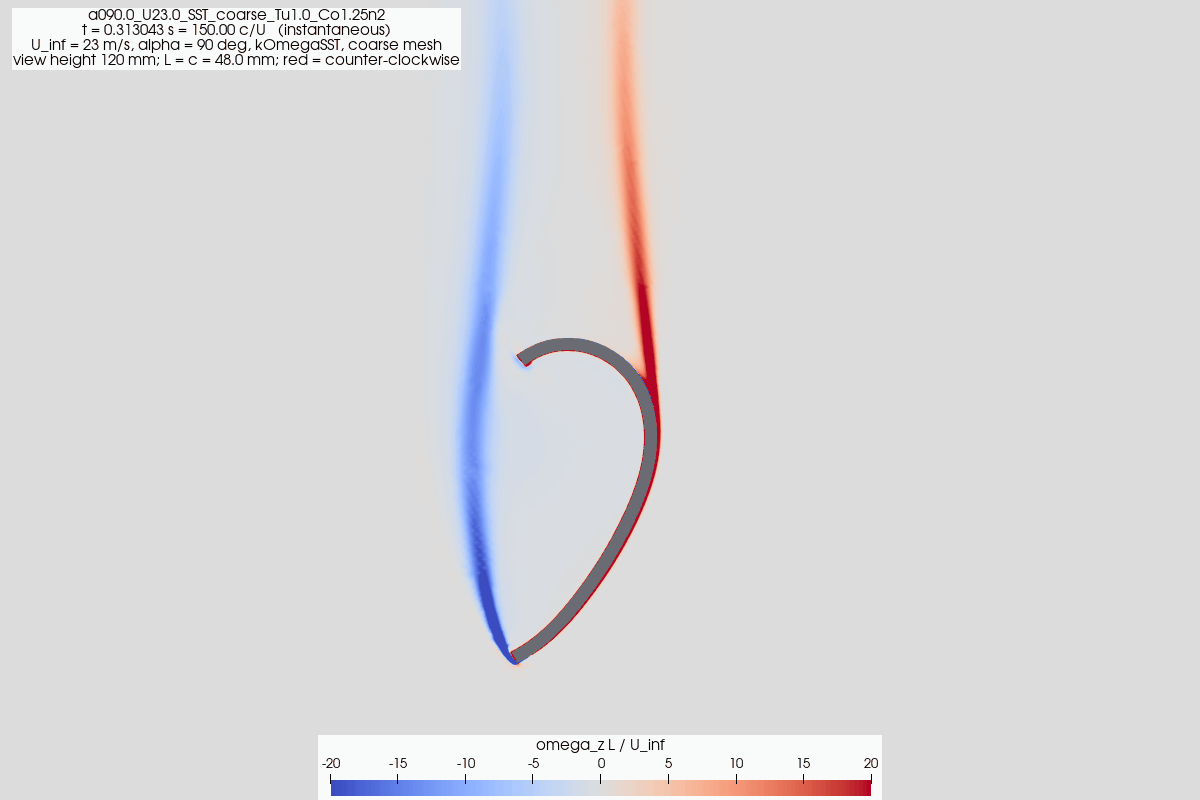 a090.0_U23.0_SST_coarse_Tu1.0_Co1.25n2
t = 0.313043 s = 150.00 c/U (instantaneous)
U_inf = 23 m/s, alpha = 90 deg, kOmegaSST, coarse mesh
view height 120 mm; L = c = 48.0 mm; red = counter-clockwise
omega_z L / U_inf
-20 -15 -10 -5 0 5 10 15 20